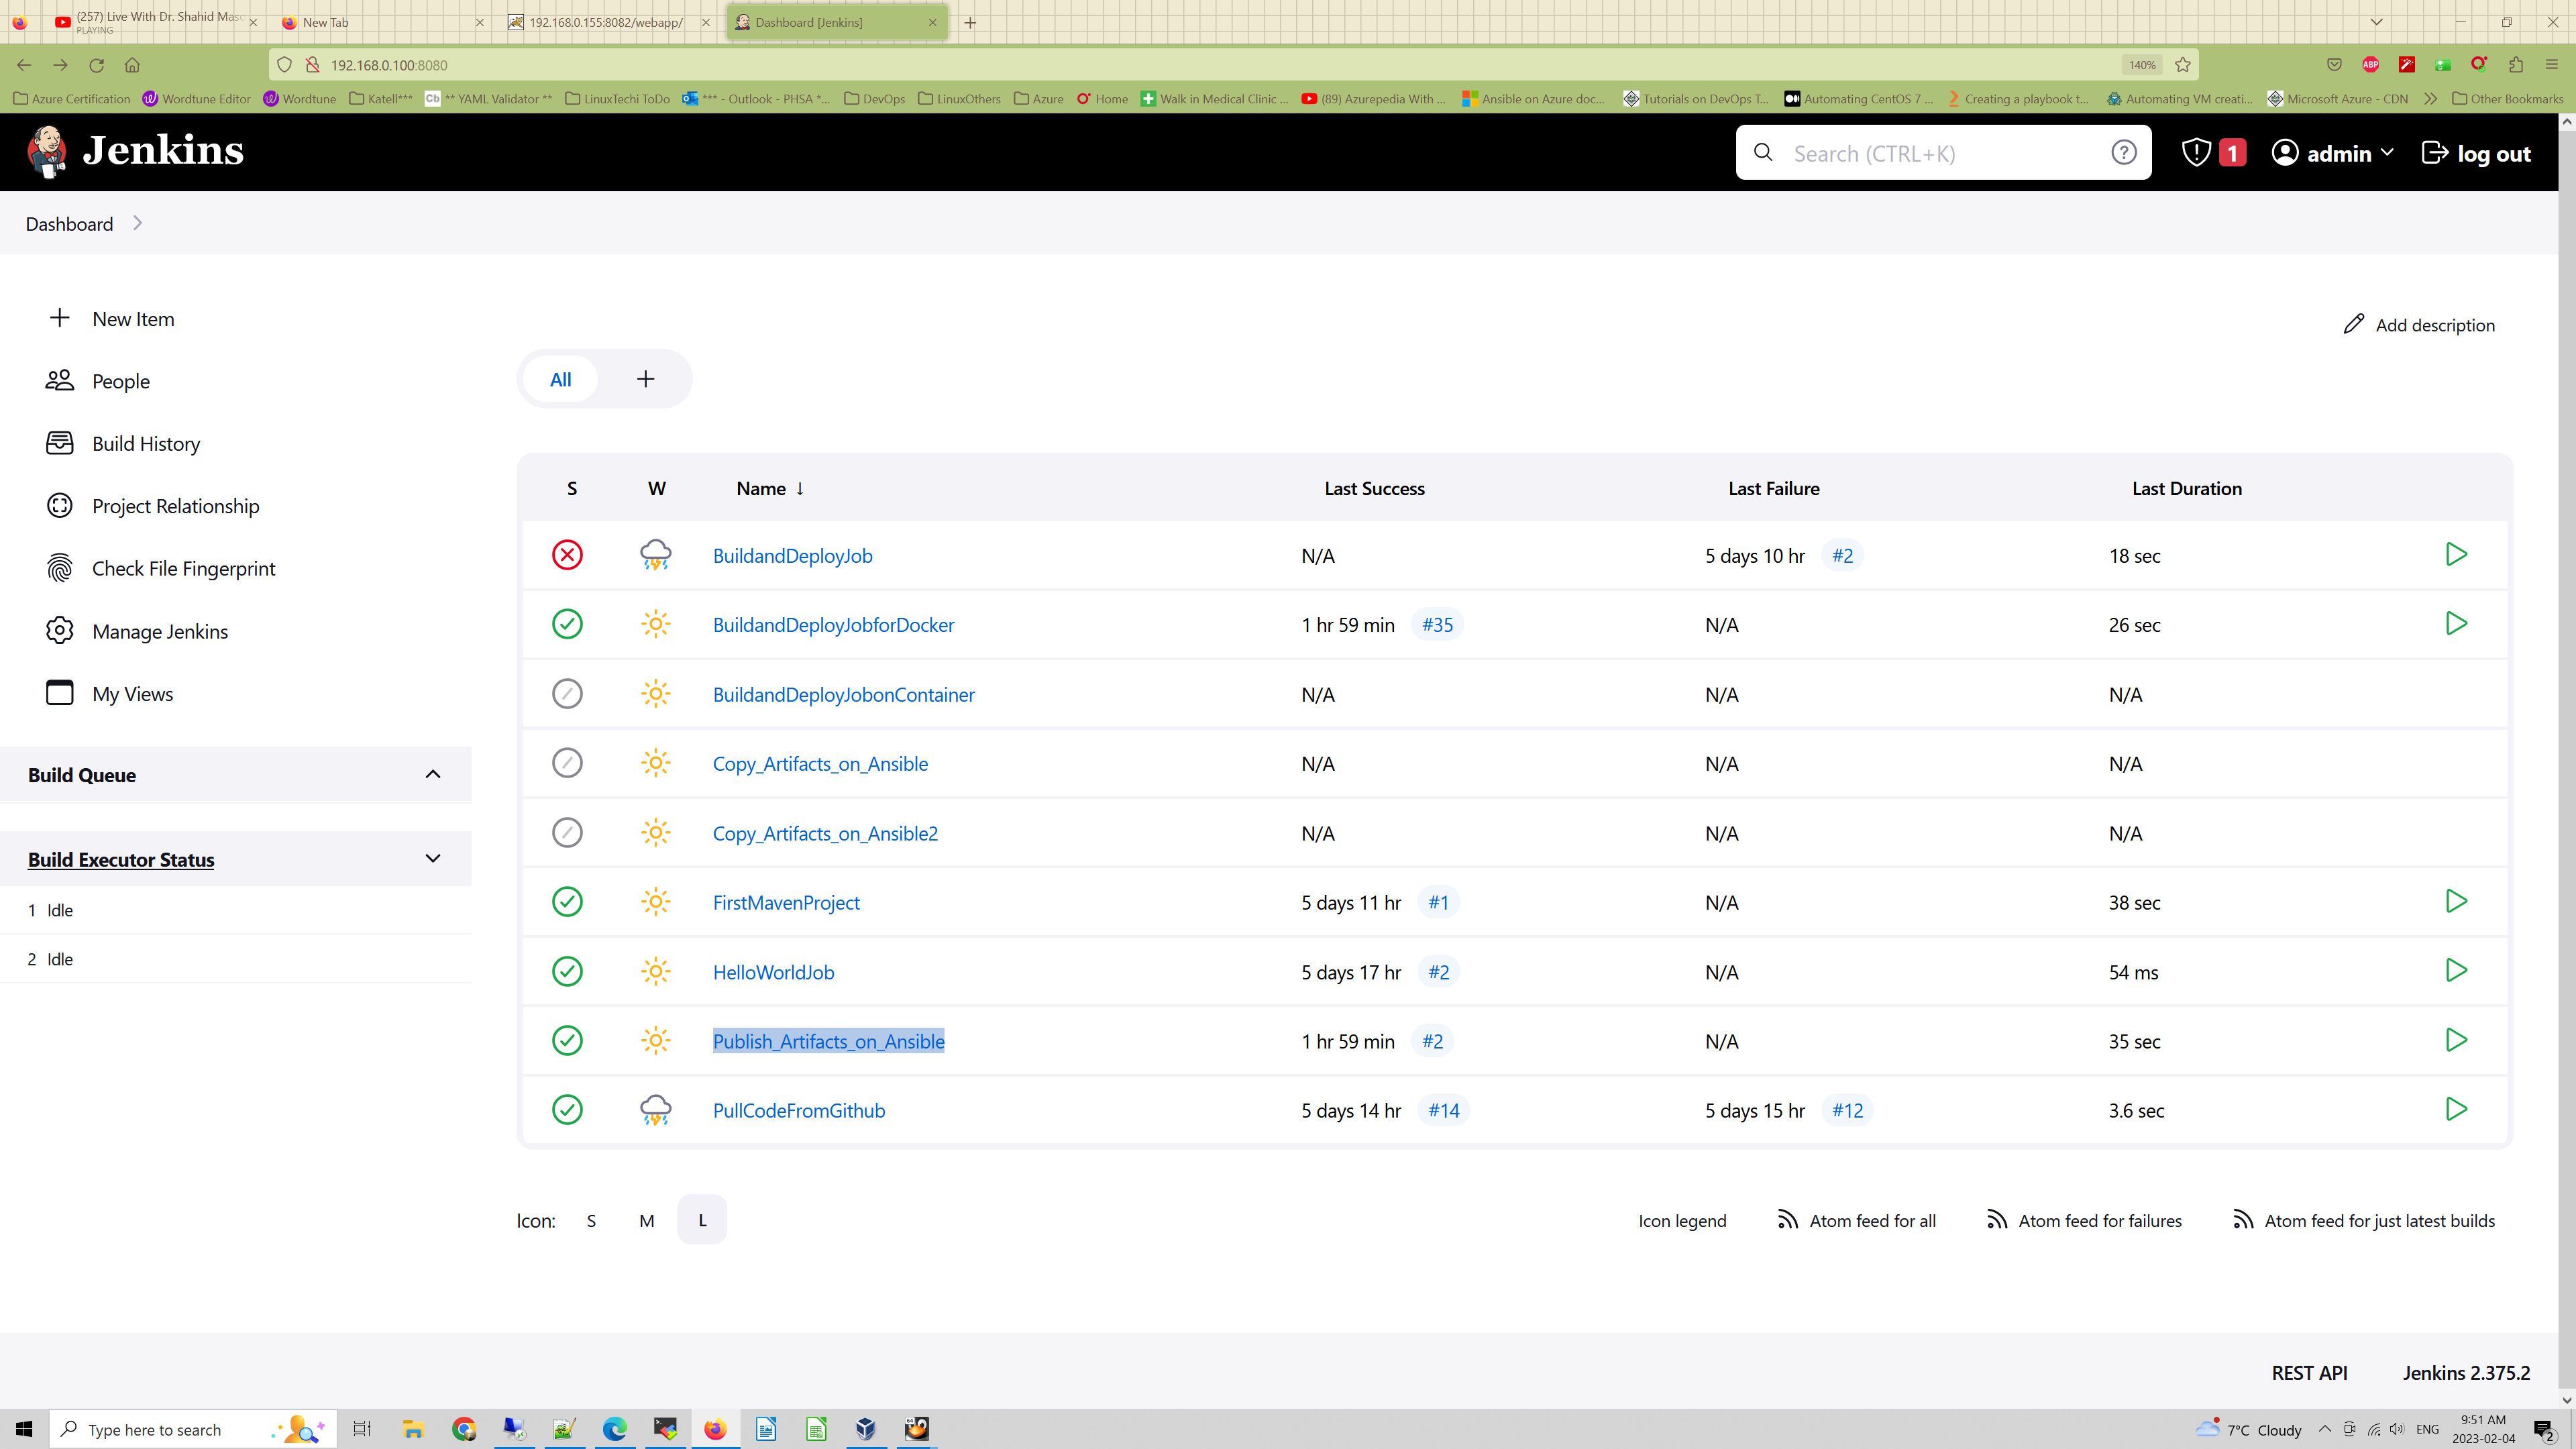 (257) Live With Dr. Shahid Maso
PLAYING
New Tab
192.168.0.155:8082/webapp/
Dashboard [Jenkins]
192.168.0.100:8080
140%
Azure Certification
Wordtune Editor
Wordtune
Katell***
** YAML Validator **
LinuxTechi ToDo
*** - Outlook - PHSA *...
DevOps
LinuxOthers
Azure
Home
Walk in Medical Clinic ...
(89) Azurepedia With ...
Ansible on Azure doc...
Tutorials on DevOps T...
Automating CentOS 7 ...
Creating a playbook t...
Automating VM creati...
Microsoft Azure - CDN
Other Bookmarks
Jenkins
Search (CTRL+K)
1
admin
log out
Dashboard
New Item
People
Build History
Project Relationship
Check File Fingerprint
Manage Jenkins
My Views
Build Queue
Build Executor Status
1 Idle
2 Idle
Add description
All
S W Name ↓ Last Success Last Failure Last Duration
BuildandDeployJob N/A 5 days 10 hr #2 18 sec
BuildandDeployJobforDocker 1 hr 59 min #35 N/A 26 sec
BuildandDeployJobonContainer N/A N/A N/A
Copy_Artifacts_on_Ansible N/A N/A N/A
Copy_Artifacts_on_Ansible2 N/A N/A N/A
FirstMavenProject 5 days 11 hr #1 N/A 38 sec
HelloWorldJob 5 days 17 hr #2 N/A 54 ms
Publish_Artifacts_on_Ansible 1 hr 59 min #2 N/A 35 sec
PullCodeFromGithub 5 days 14 hr #14 5 days 15 hr #12 3.6 sec
Icon: S M L
Icon legend
Atom feed for all
Atom feed for failures
Atom feed for just latest builds
REST API
Jenkins 2.375.2
Type here to search
7°C Cloudy
ENG
9:51 AM
2023-02-04
2